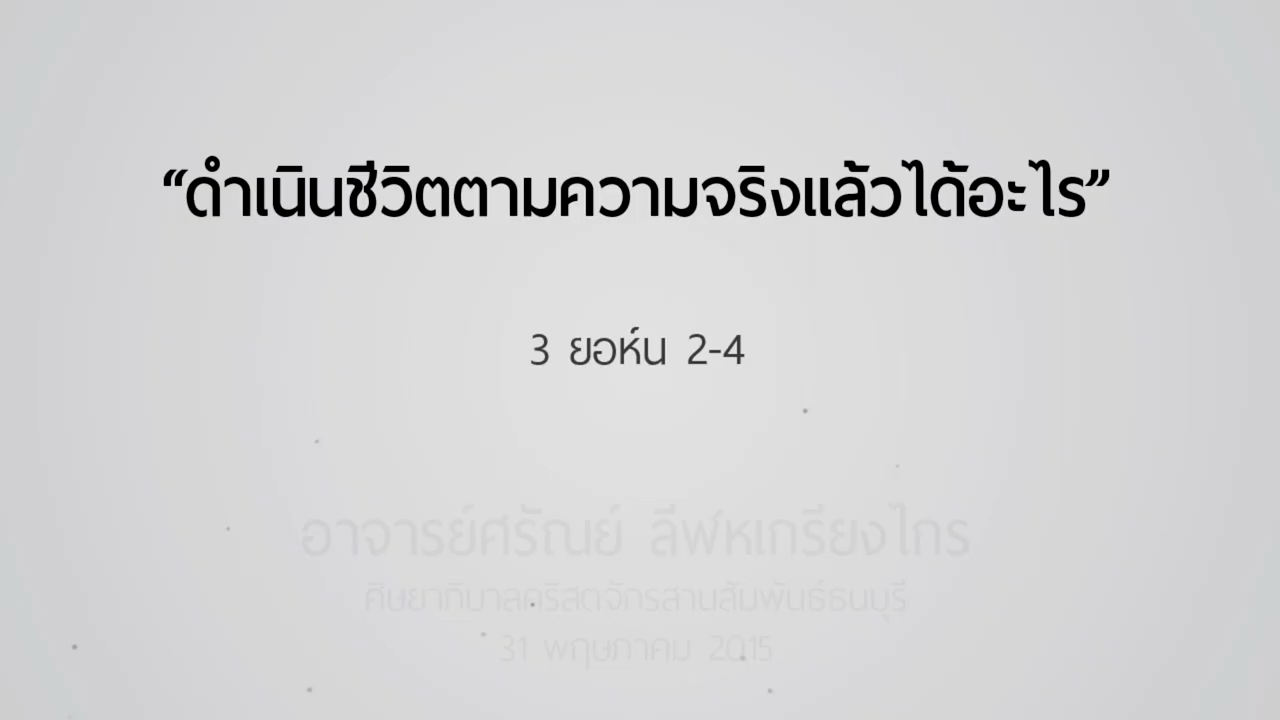 “ดำเนินชีวิตตามความจริงแล้วได้อะไร”
3 ยอห์น 2-4
อาจารย์ศรัณย์ ลีฬหเกรียงไกร
ศิษยาภิบาลคริสตจักรสานสัมพันธ์ธนบุรี
31 พฤษภาคม 2015